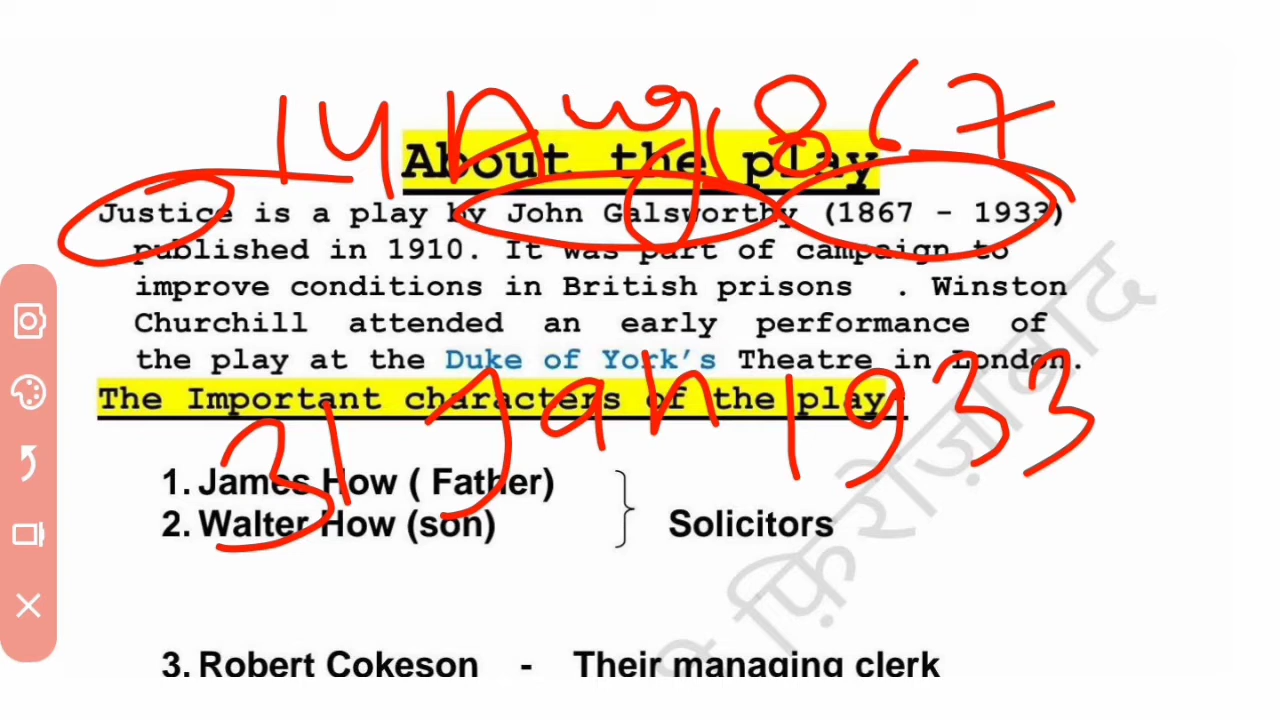 14 Aug 1867
About the play
Justice is a play by John Galsworthy (1867 - 1933)
published in 1910. It was part of campaign to
improve conditions in British prisons . Winston
Churchill attended an early performance of
the play at the Duke of York's Theatre in London.
The Important characters of the play
31 Jan 1933
1. James How ( Father)
2. Walter How (son)
Solicitors
3. Robert Cokeson - Their managing clerk
फ़िरोज़ाबाद